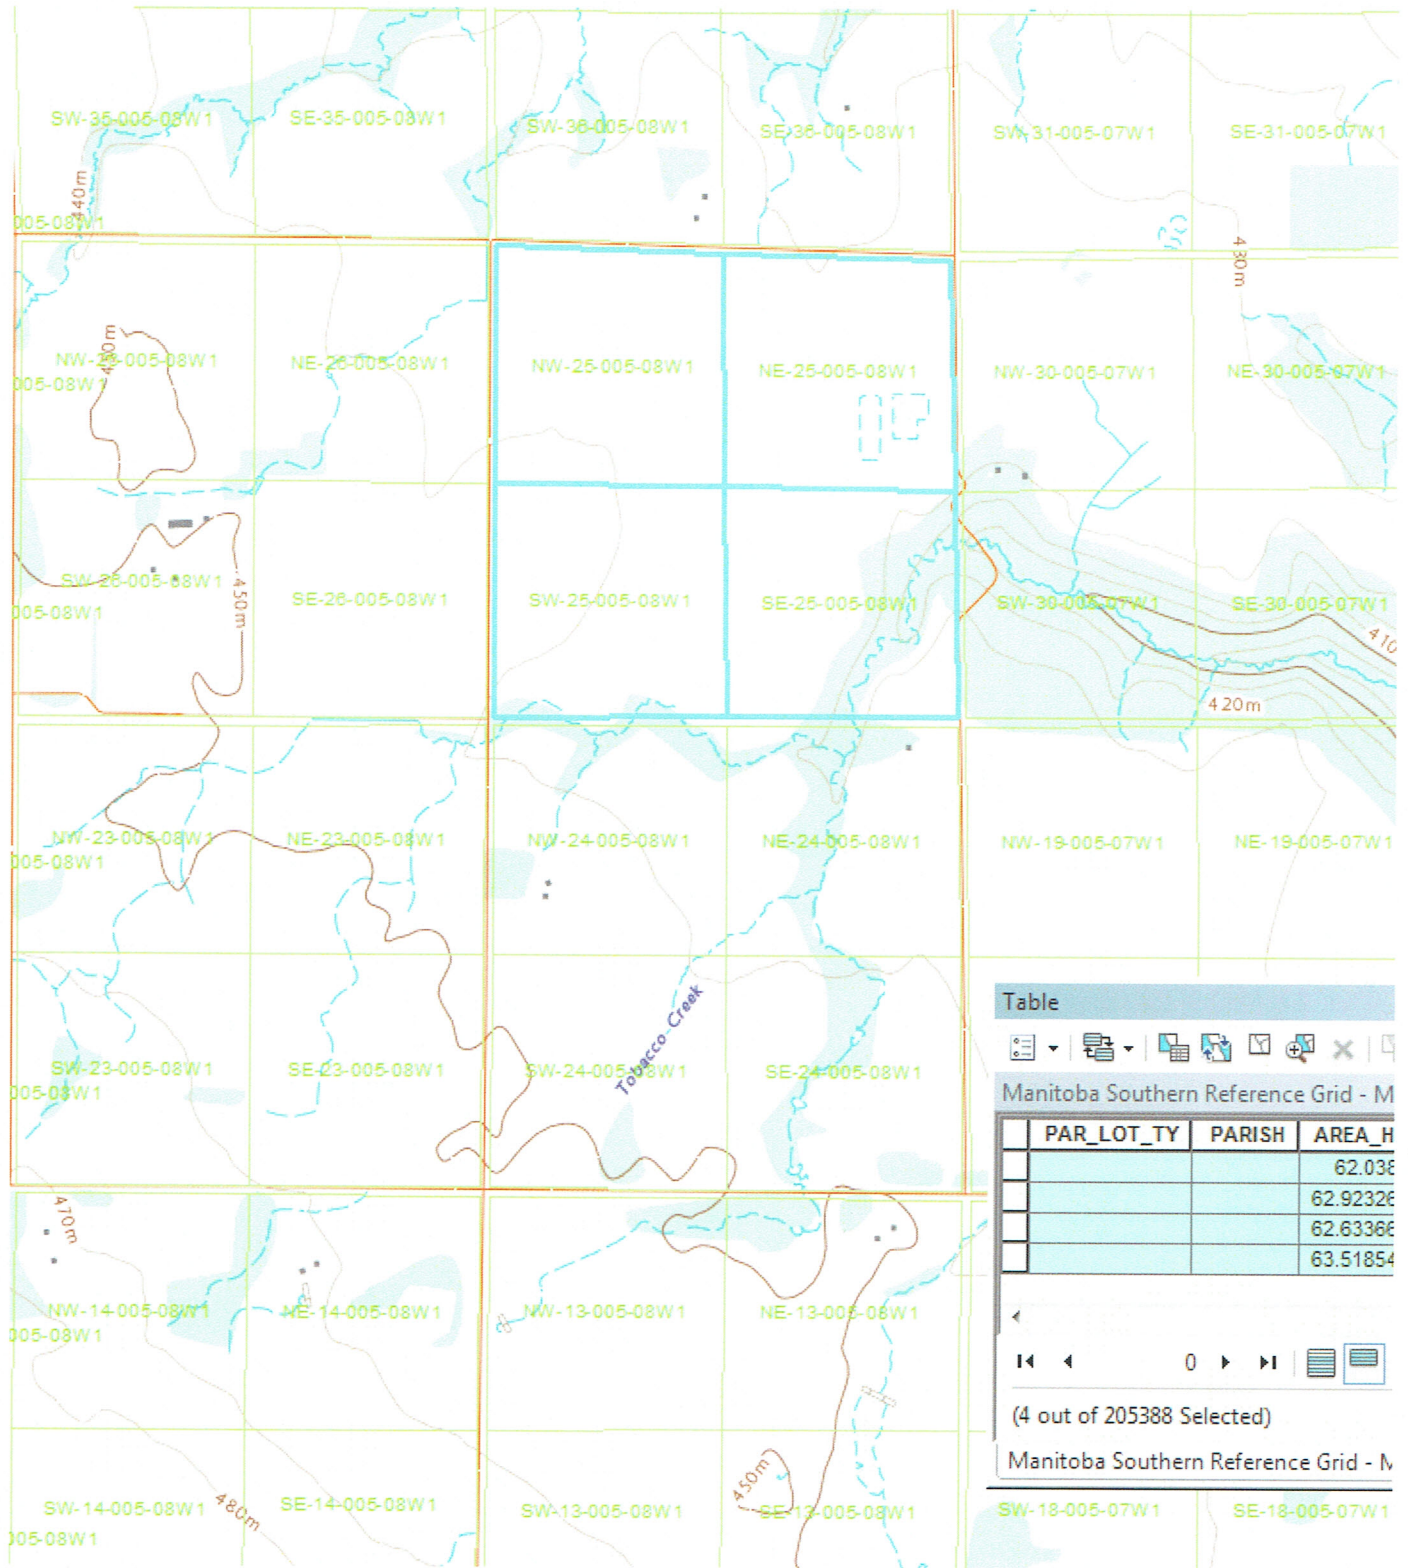 SW-35-005-08W1
SE-35-005-08W1
SW-36-005-08W1
SE-36-005-08W1
SW-31-005-07W1
SE-31-005-07W1
440m
005-08W1
430m
NW-26-005-08W1
NE-26-005-08W1
NW-25-005-08W1
NE-25-005-08W1
NW-30-005-07W1
NE-30-005-07W1
005-08W1
SW-26-005-08W1
SE-26-005-08W1
SW-25-005-08W1
SE-25-005-08W1
SW-30-005-07W1
SE-30-005-07W1
005-08W1
450m
410
420m
NW-23-005-08W1
NE-23-005-08W1
NW-24-005-08W1
NE-24-005-08W1
NW-19-005-07W1
NE-19-005-07W1
005-08W1
Tobacco Creek
SW-23-005-08W1
SE-23-005-08W1
SW-24-005-08W1
SE-24-005-08W1
005-08W1
470m
NW-14-005-08W1
NE-14-005-08W1
NW-13-005-08W1
NE-13-005-08W1
005-08W1
SW-14-005-08W1
480m
SE-14-005-08W1
SW-13-005-08W1
450m
SE-13-005-08W1
SW-18-005-07W1
SE-18-005-07W1
005-08W1
Table
Manitoba Southern Reference Grid - M
PAR_LOT_TY PARISH AREA_H
62.038
62.92326
62.63366
63.51854
0
(4 out of 205388 Selected)
Manitoba Southern Reference Grid - M